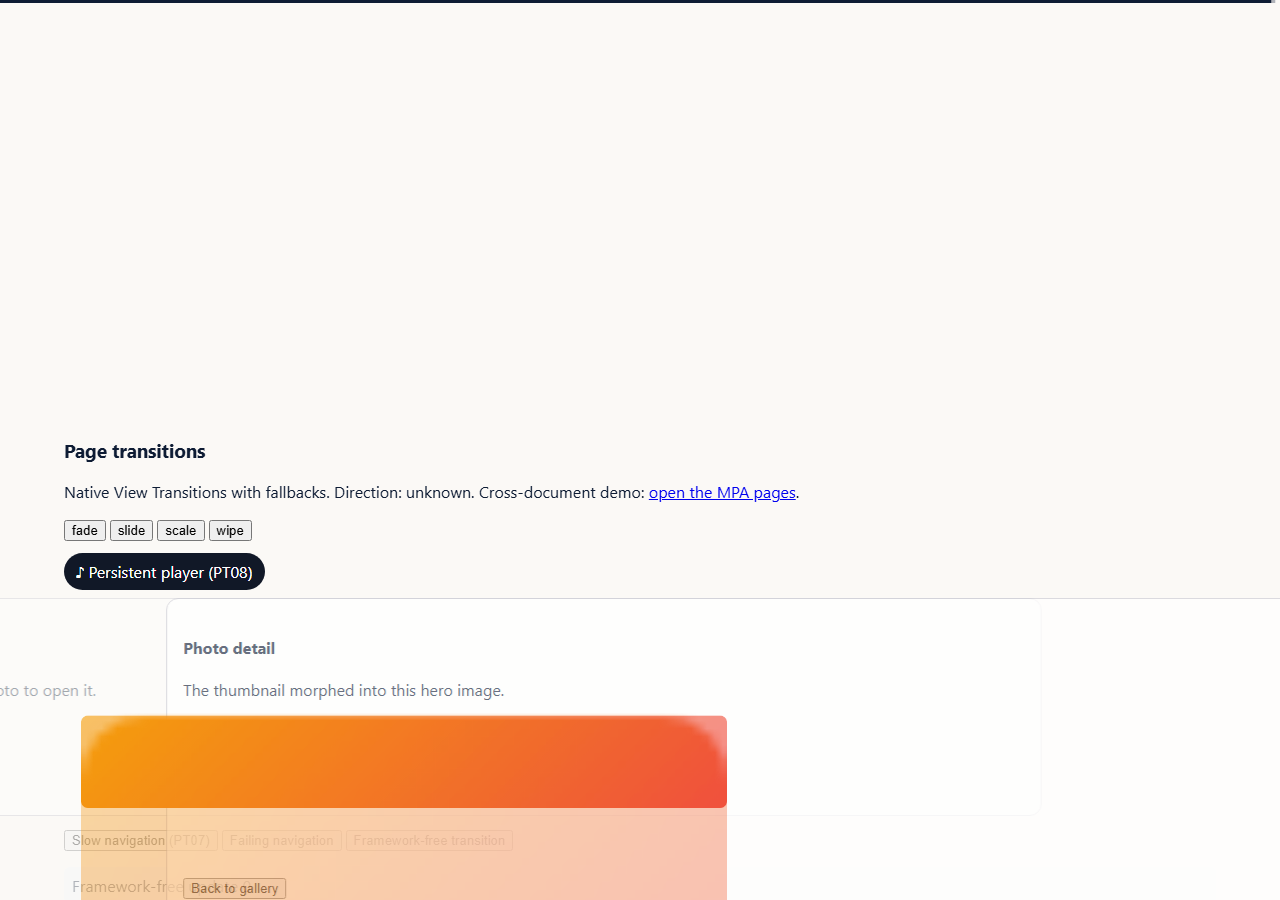 Page transitions
Native View Transitions with fallbacks. Direction: unknown. Cross-document demo: open the MPA pages.
fade slide scale wipe
♪ Persistent player (PT08)
Photo detail
oto to open it.
The thumbnail morphed into this hero image.
Slow navigation (PT07) Failing navigation Framework-free transition
Framework-fre
Back to gallery